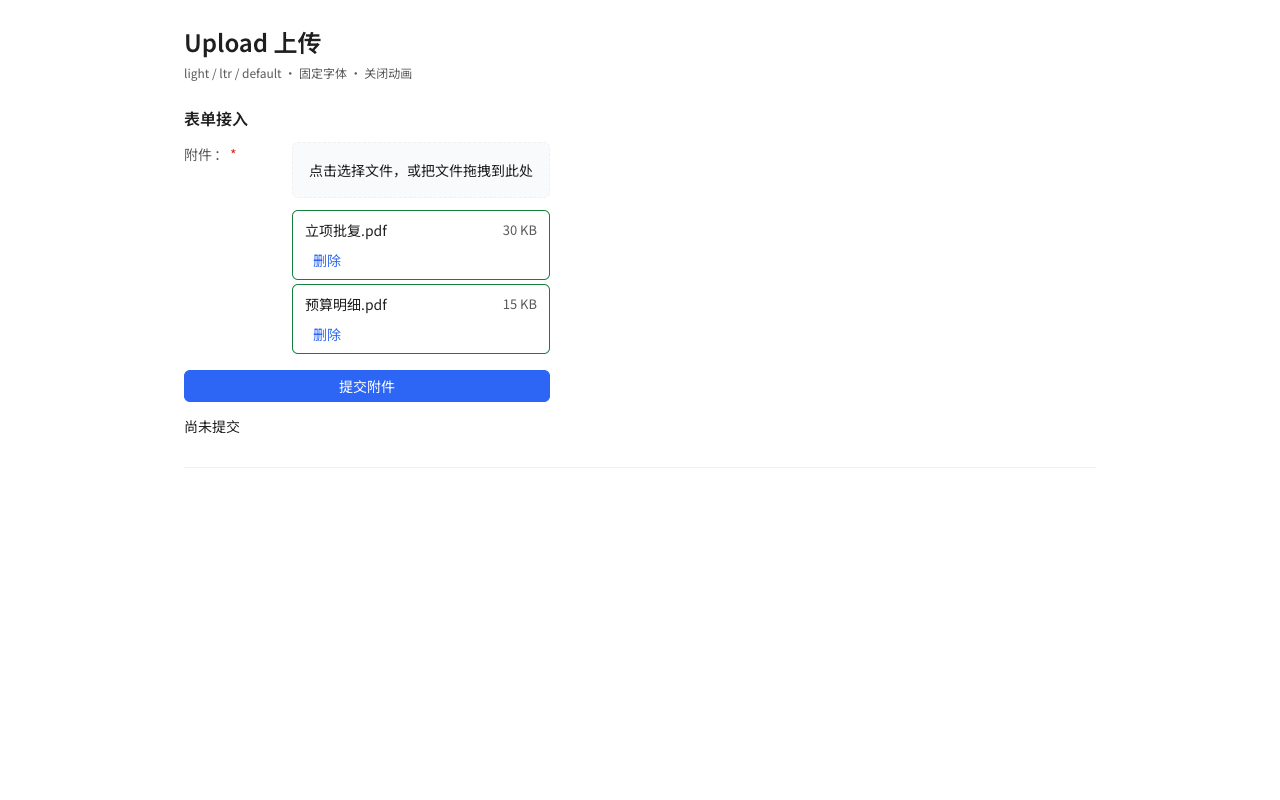 Upload 上传
light / ltr / default · 固定字体 · 关闭动画
表单接入
附件： *
点击选择文件，或把文件拖拽到此处
立项批复.pdf 30 KB
删除
预算明细.pdf 15 KB
删除
提交附件
尚未提交